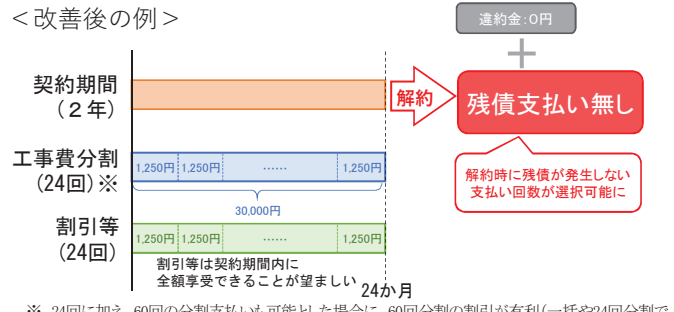 ＜改善後の例＞
違約金：0円
＋
契約期間
（２年）
解約
残債支払い無し
工事費分割
(24回)※
1,250円 1,250円 …… 1,250円
解約時に残債が発生しない
支払い回数が選択可能に
30,000円
割引等
(24回)
1,250円 1,250円 …… 1,250円
割引等は契約期間内に
全額享受できることが望ましい
24か月
※ 24回に加え、60回の分割支払いも可能とした場合に、60回分割の割引が有利（一括や24回分割で